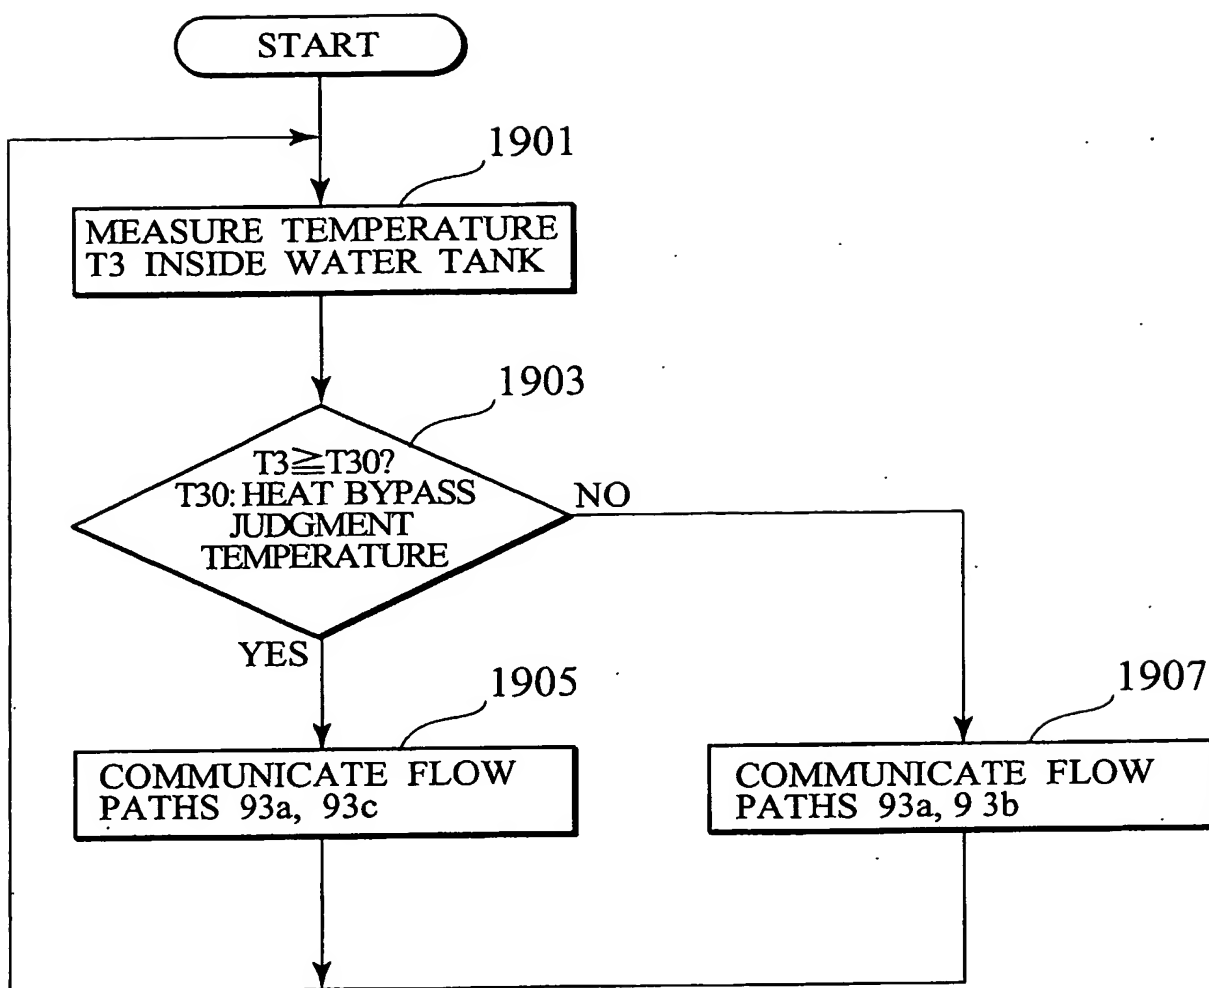 START
1901
MEASURE TEMPERATURE
T3 INSIDE WATER TANK
1903
T3≧T30?
T30: HEAT BYPASS
JUDGMENT
TEMPERATURE
NO
YES
1905
COMMUNICATE FLOW
PATHS 93a, 93c
1907
COMMUNICATE FLOW
PATHS 93a, 9 3b